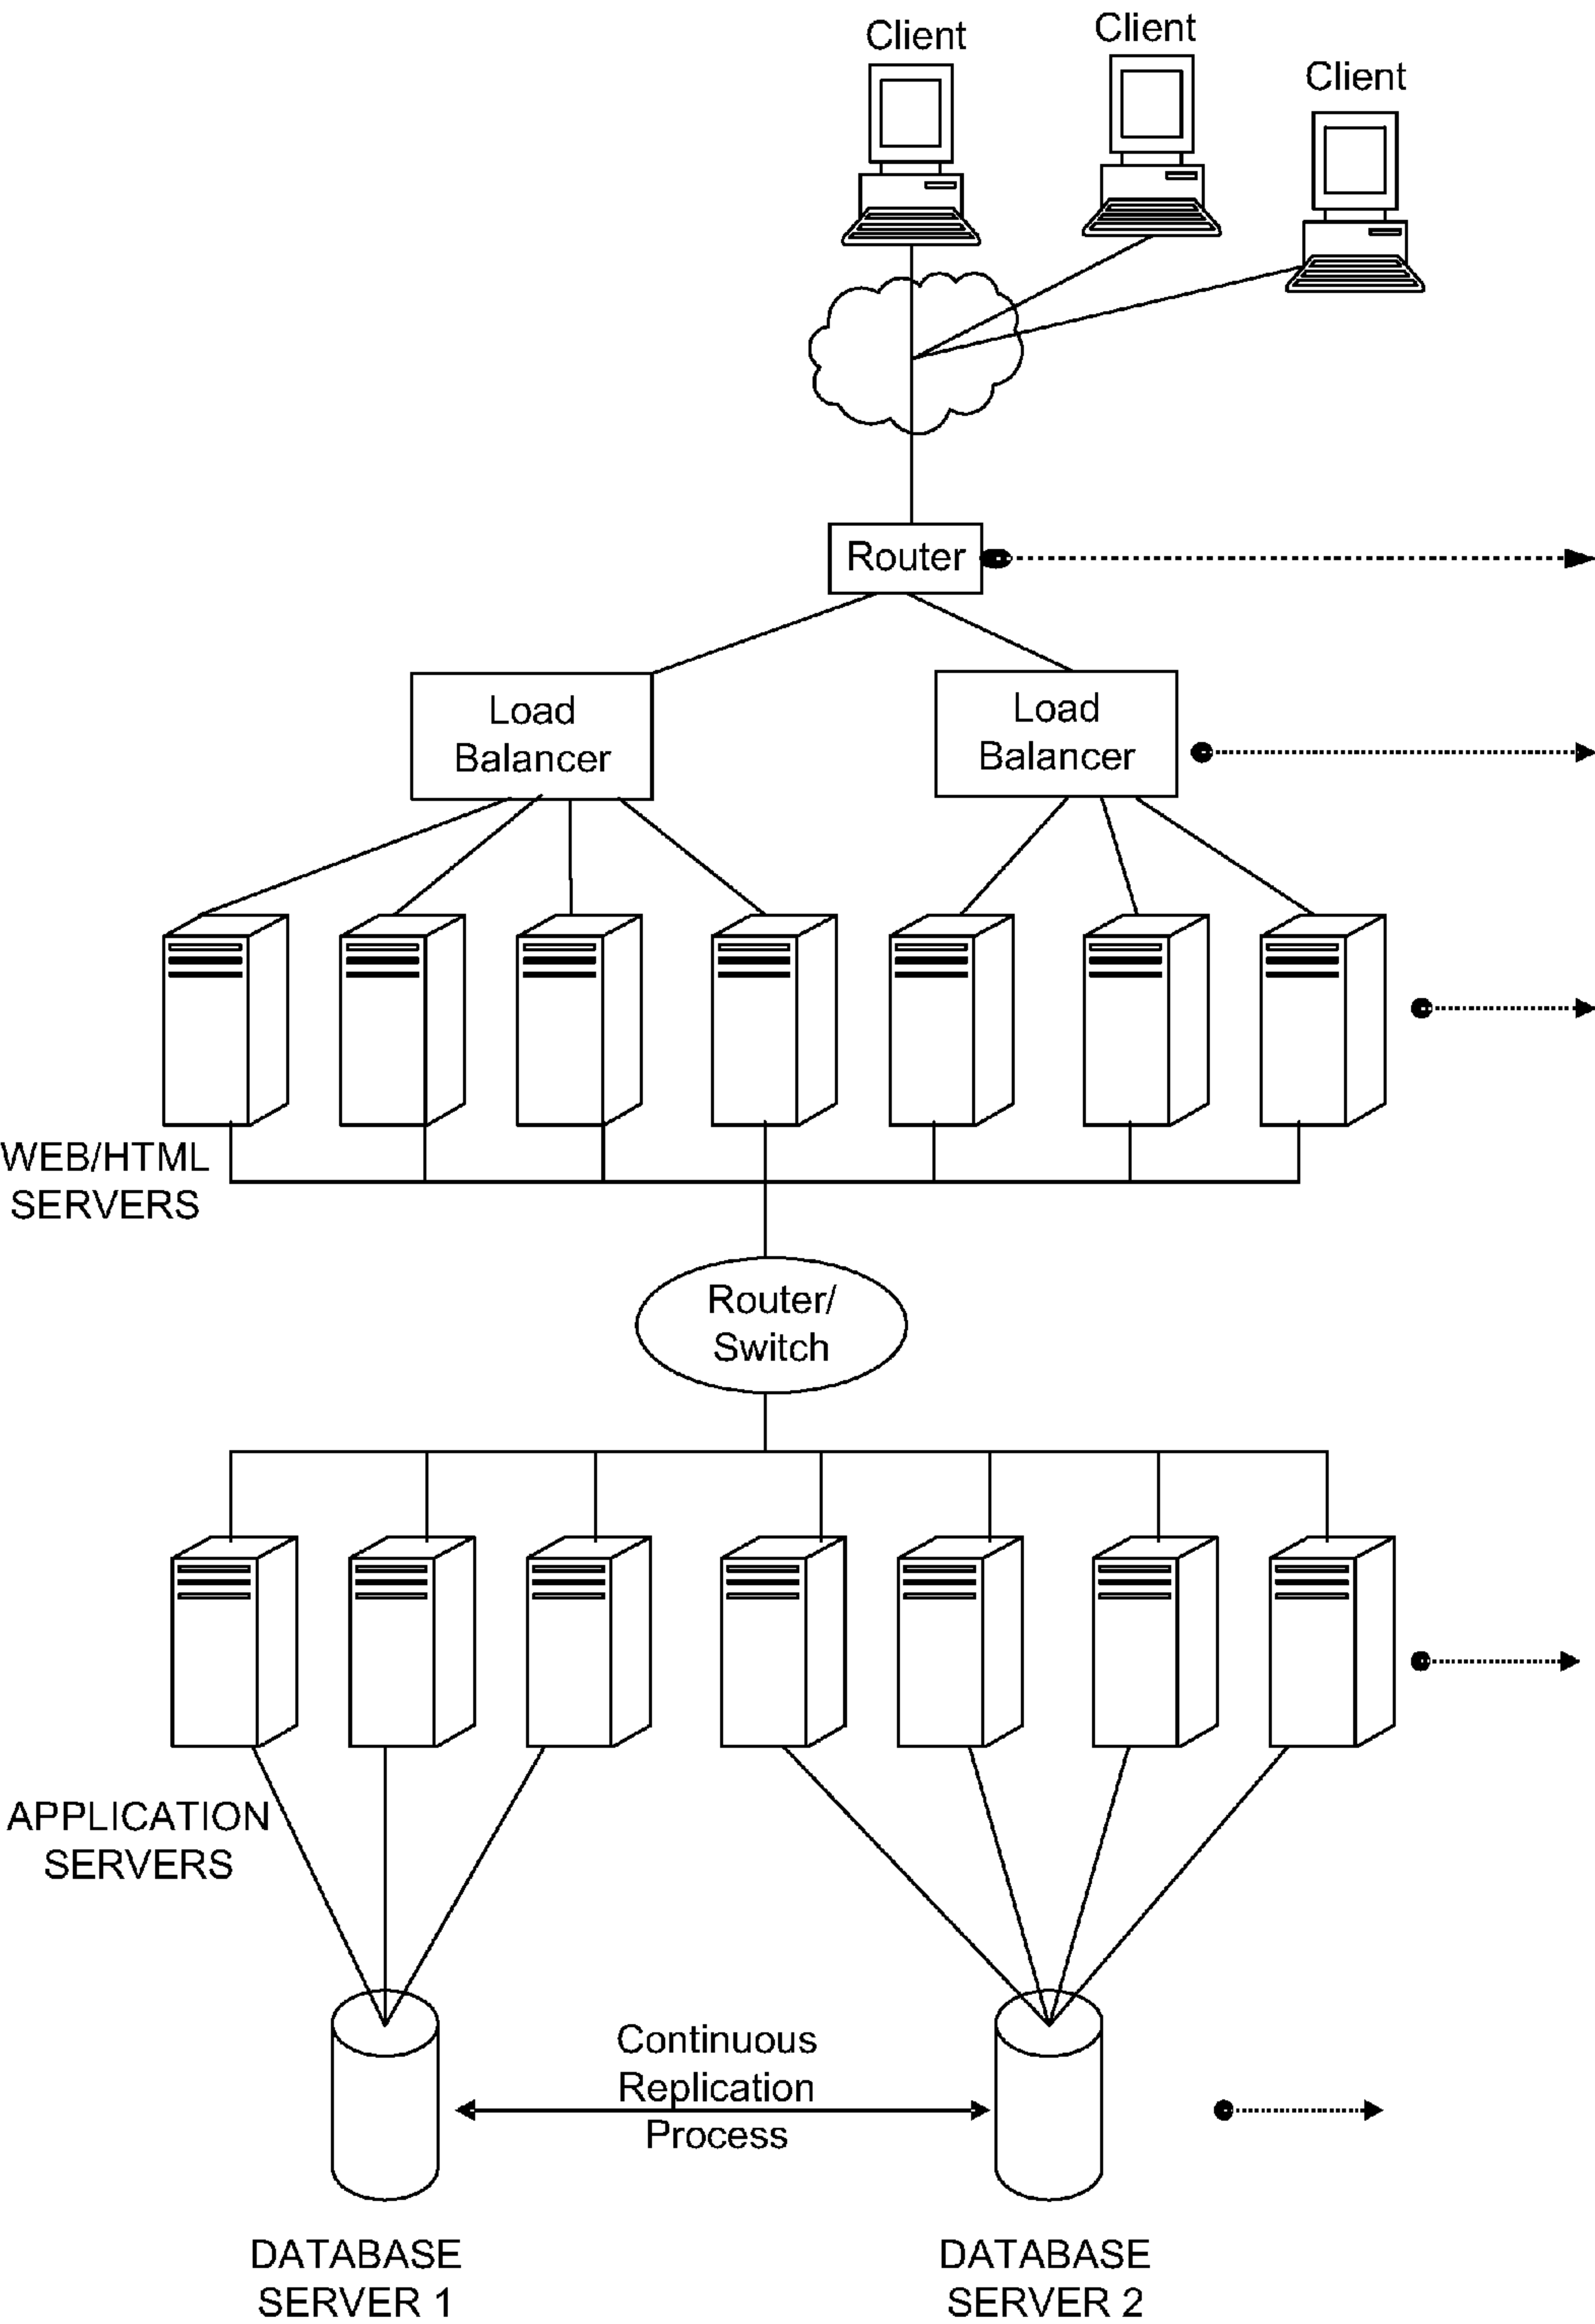 Client
Client
Client
Router
Load
Balancer
Load
Balancer
WEB/HTML
SERVERS
Router/
Switch
APPLICATION
SERVERS
Continuous
Replication
Process
DATABASE
SERVER 1
DATABASE
SERVER 2